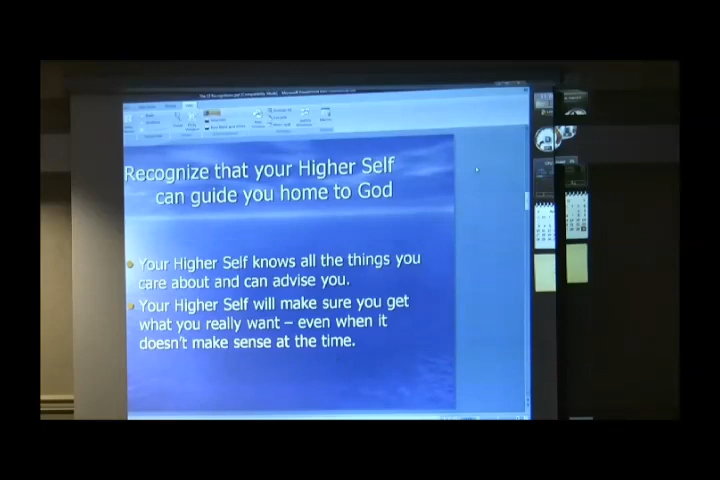 Recognize that your Higher Self
can guide you home to God
Your Higher Self knows all the things you
care about and can advise you.
Your Higher Self will make sure you get
what you really want – even when it
doesn't make sense at the time.